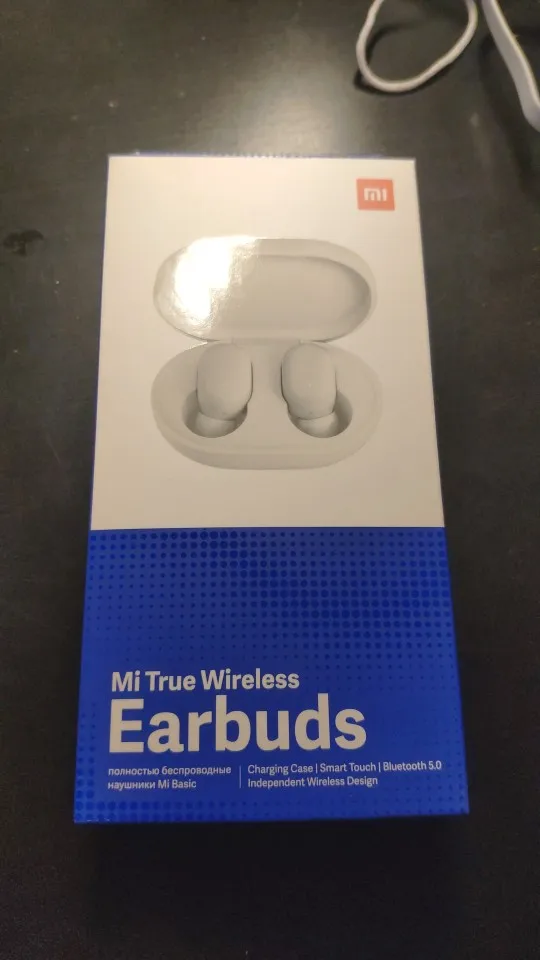 mi
Mi True Wireless
Earbuds
полностью беспроводные
наушники Mi Basic
Charging Case | Smart Touch | Bluetooth 5.0
Independent Wireless Design